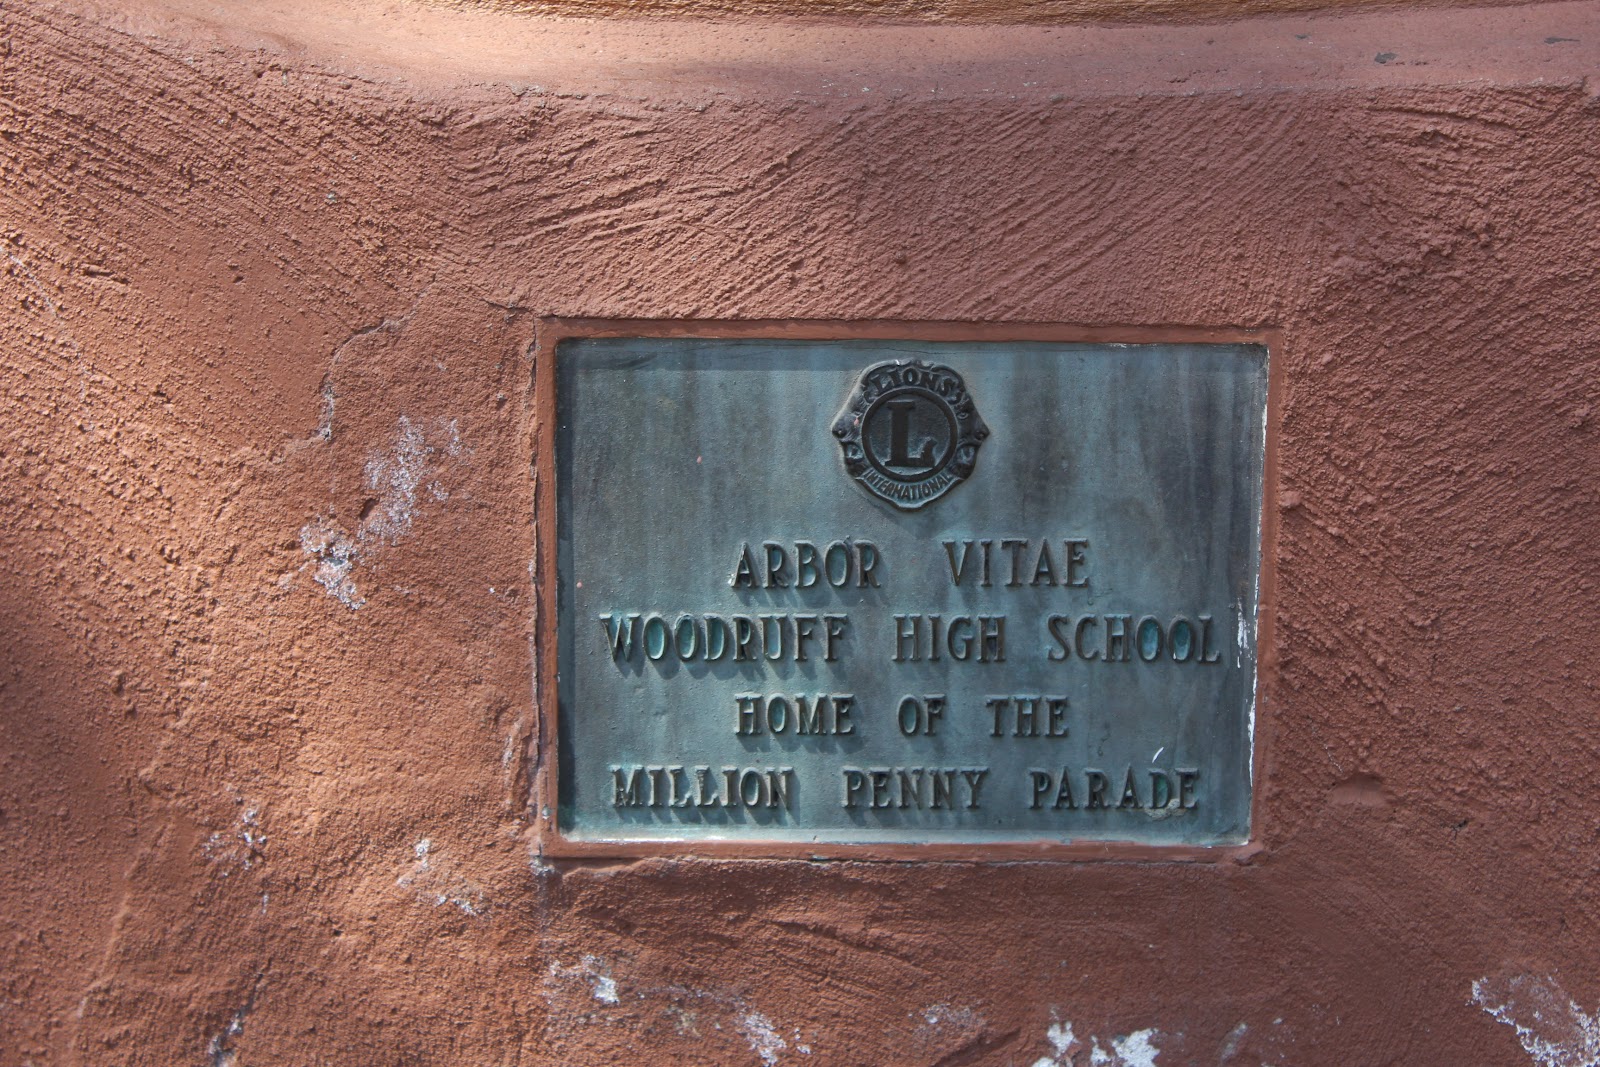 LIONS
L
INTERNATIONAL
ARBOR VITAE
WOODRUFF HIGH SCHOOL
HOME OF THE
MILLION PENNY PARADE